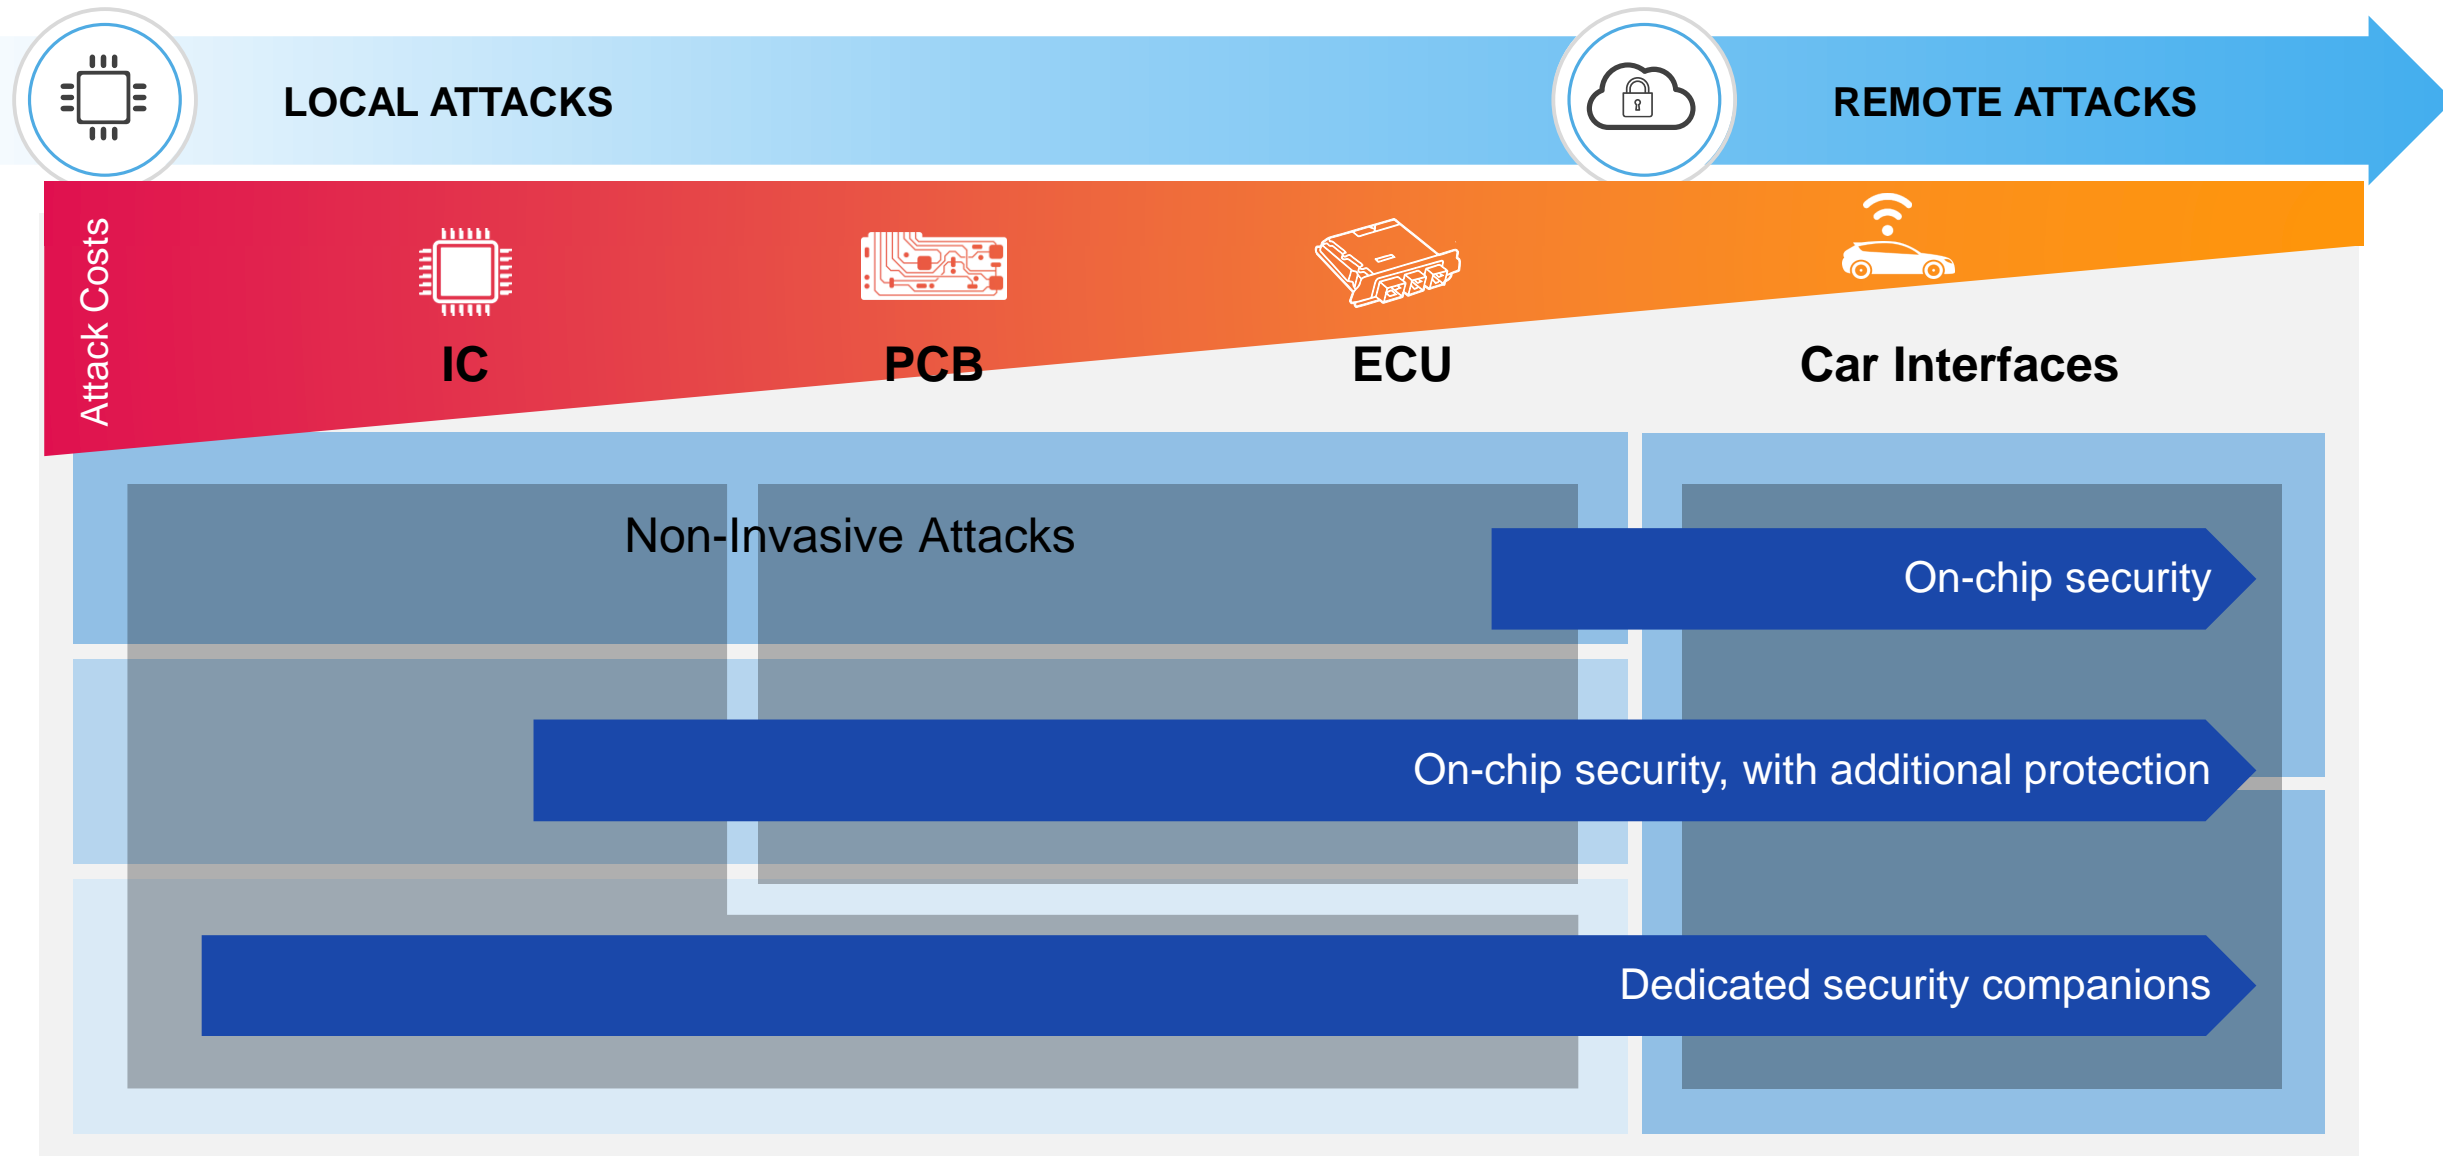 LOCAL ATTACKS
REMOTE ATTACKS
Attack Costs
IC
PCB
ECU
Car Interfaces
Non-Invasive Attacks
On-chip security
On-chip security, with additional protection
Dedicated security companions